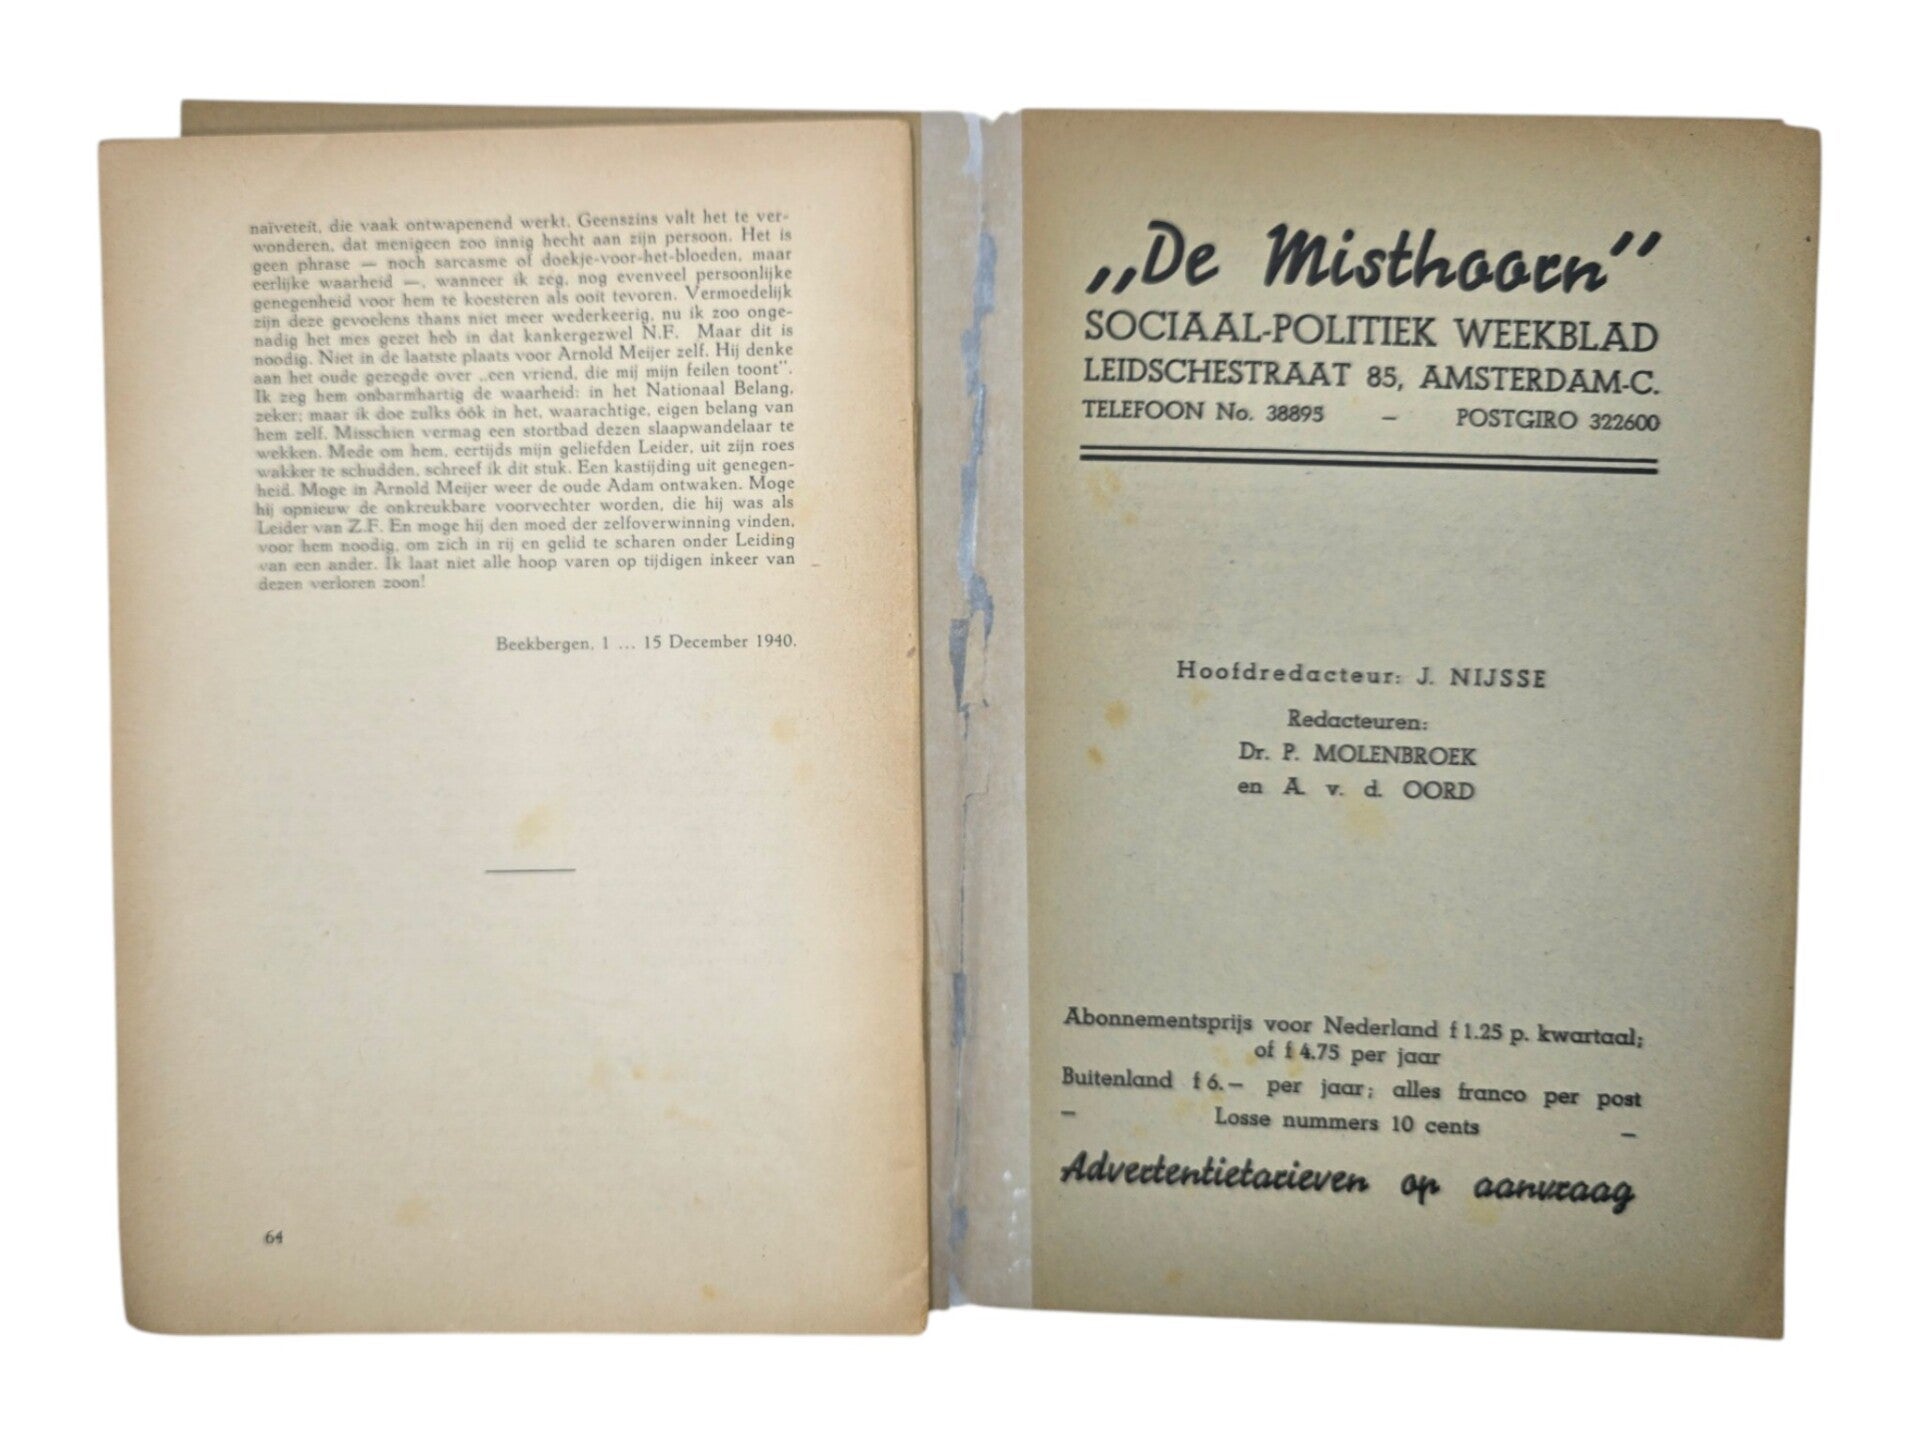 naïveteit, die vaak ontwapenend werkt. Geenszins valt het te ver-
wonderen, dat menigeen zoo innig hecht aan zijn persoon. Het is
geen phrase — noch sarcasme of doekje-voor-het-bloeden, maar
eerlijke waarheid —, wanneer ik zeg, nog evenveel persoonlijke
genegenheid voor hem te koesteren als ooit tevoren. Vermoedelijk
zijn deze gevoelens thans niet meer wederkeerig, nu ik zoo onge-
nadig het mes gezet heb in dat kankergezwel N.F. Maar dit is
noodig. Niet in de laatste plaats voor Arnold Meijer zelf. Hij denke
aan het oude gezegde over „een vriend, die mij mijn feilen toont".
Ik zeg hem onbarmhartig de waarheid: in het Nationaal Belang,
zeker; maar ik doe zulks óók in het, waarachtige, eigen belang van
hem zelf. Misschien vermag een stortbad dezen slaapwandelaar te
wekken. Mede om hem, eertijds mijn geliefden Leider, uit zijn roes
wakker te schudden, schreef ik dit stuk. Een kastijding uit genegen-
heid. Moge in Arnold Meijer weer de oude Adam ontwaken. Moge
hij opnieuw de onkreukbare voorvechter worden, die hij was als
Leider van Z.F. En moge hij den moed der zelfoverwinning vinden,
voor hem noodig, om zich in rij en gelid te scharen onder Leiding
van een ander. Ik laat niet alle hoop varen op tijdigen inkeer van
dezen verloren zoon!
Beekbergen, 1 ... 15 December 1940.
64
„De Misthoorn"
SOCIAAL-POLITIEK WEEKBLAD
LEIDSCHESTRAAT 85, AMSTERDAM-C.
TELEFOON No. 38895 – POSTGIRO 322600
Hoofdredacteur: J. NIJSSE
Redacteuren:
Dr. P. MOLENBROEK
en A. v. d. OORD
Abonnementsprijs voor Nederland f 1.25 p. kwartaal;
of f 4.75 per jaar
Buitenland f 6.— per jaar; alles franco per post
– Losse nummers 10 cents –
Advertentietarieven op aanvraag